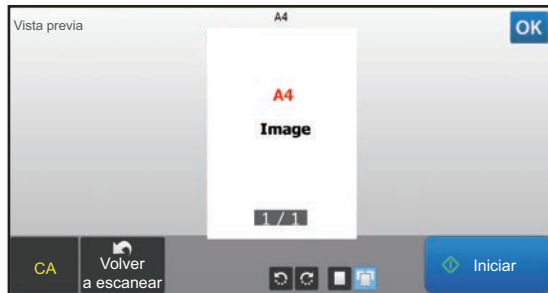 Vista previa
A4
OK
A4
Image
1 / 1
CA
Volver
a escanear
Iniciar